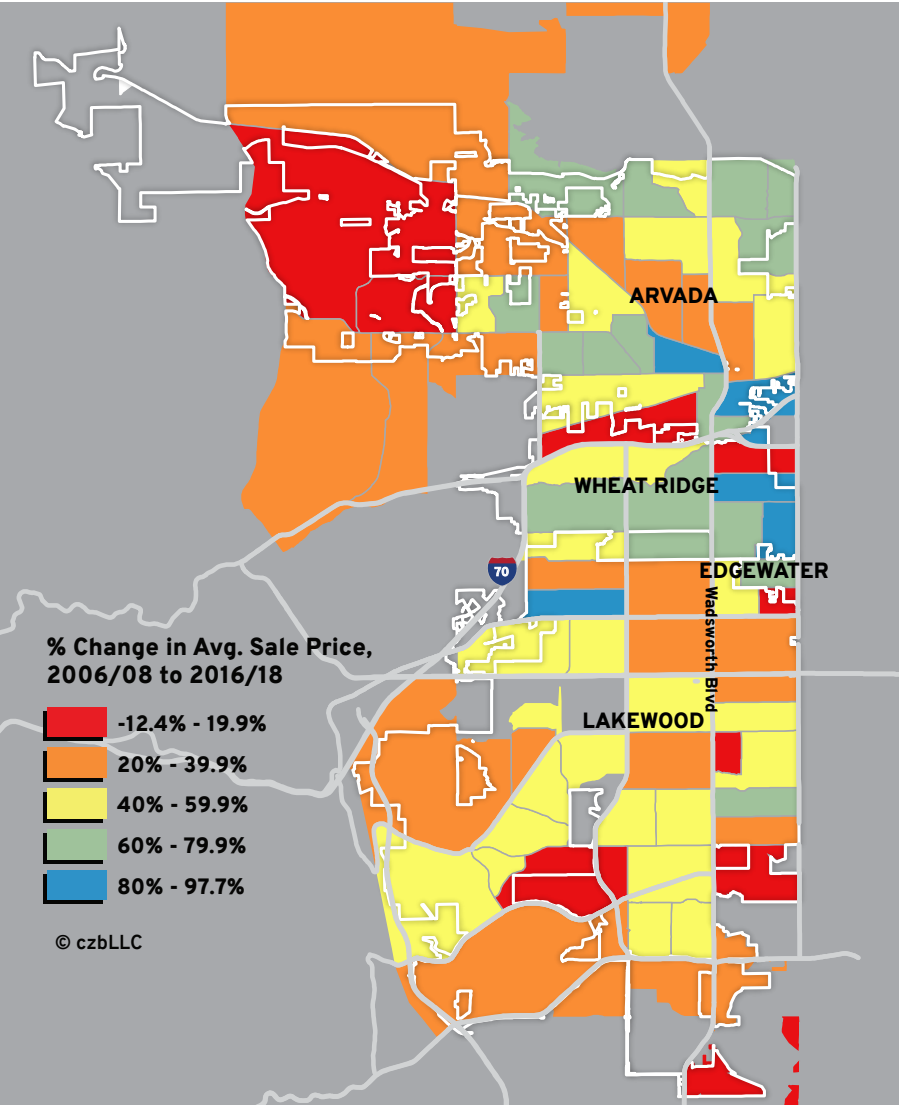 ARVADA
WHEAT RIDGE
70
EDGEWATER
Wadsworth Blvd
% Change in Avg. Sale Price,
2006/08 to 2016/18
-12.4% - 19.9%
LAKEWOOD
20% - 39.9%
40% - 59.9%
60% - 79.9%
80% - 97.7%
© czbLLC